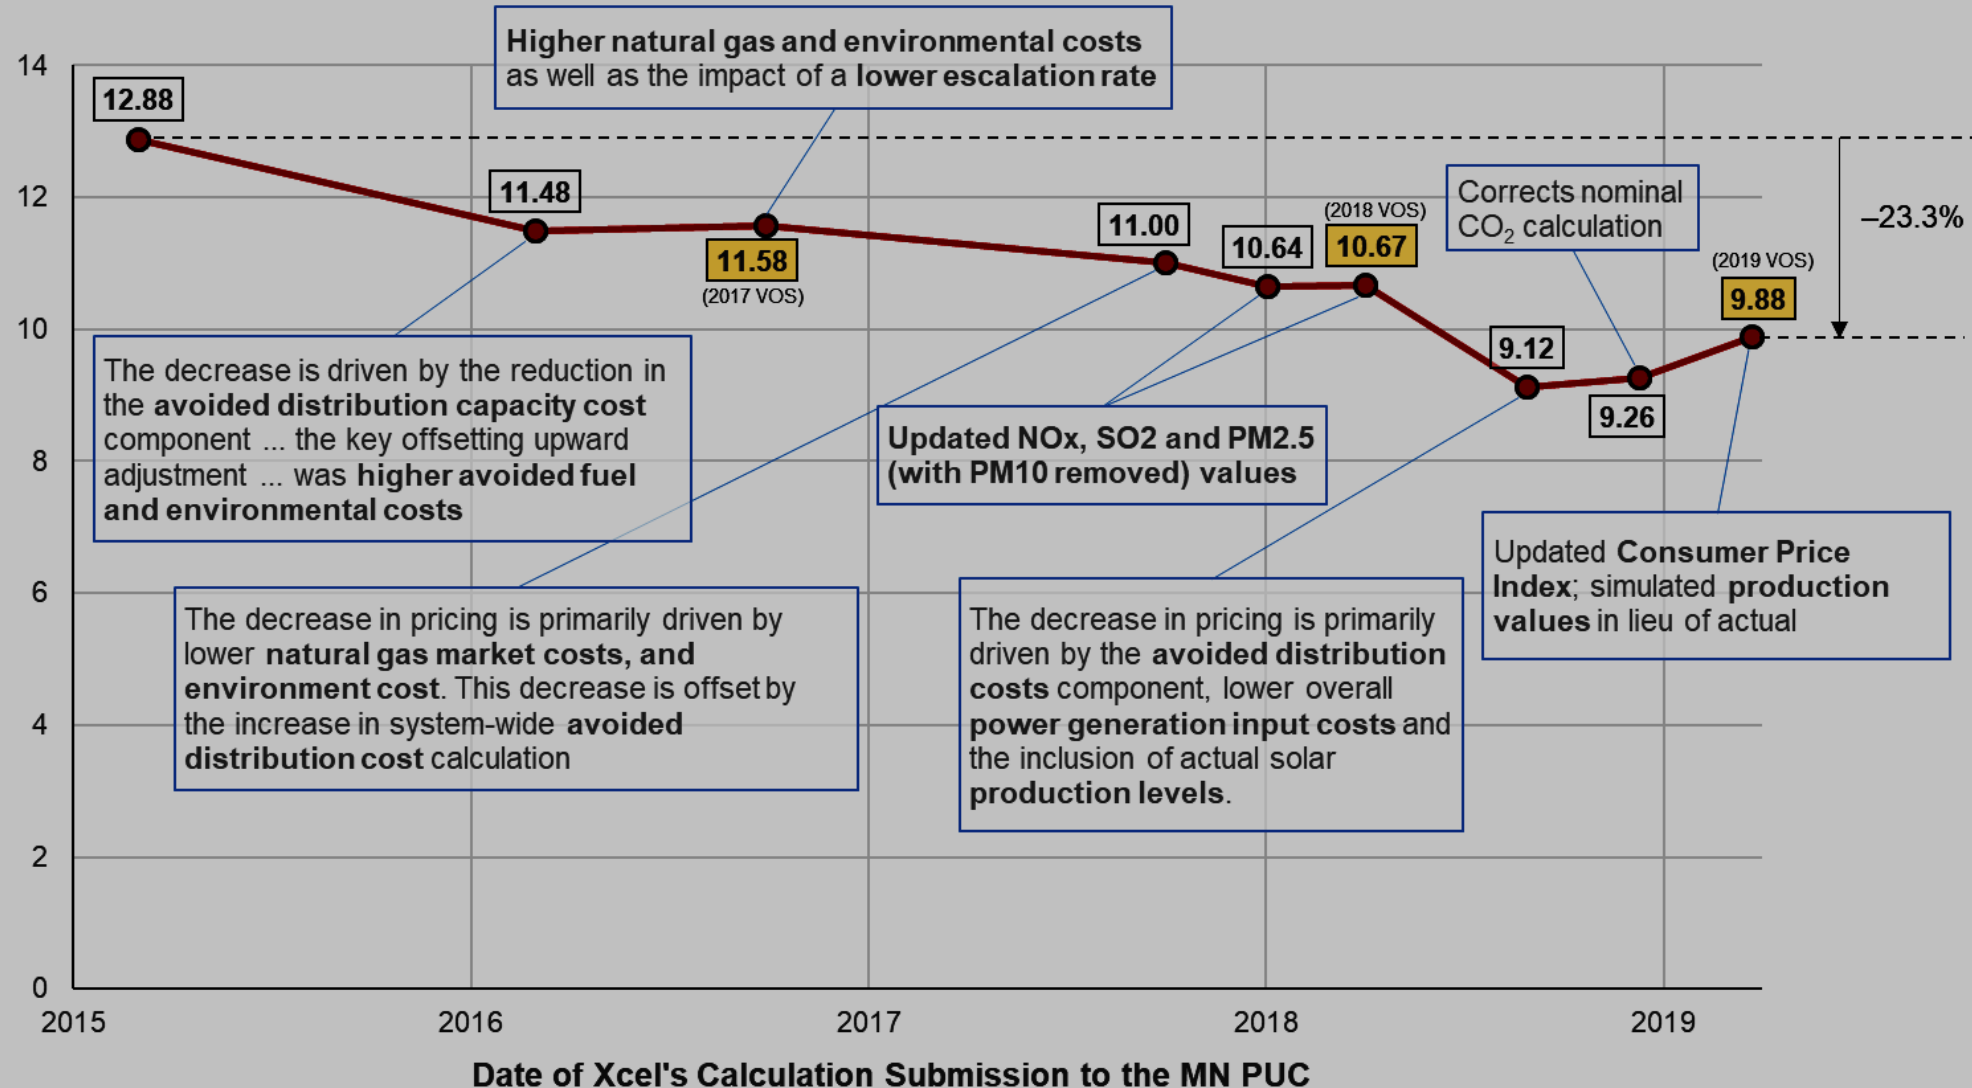 Higher natural gas and environmental costs
as well as the impact of a lower escalation rate
14
12.88
12
11.48
11.58
(2017 VOS)
11.00
10.64
(2018 VOS)
10.67
Corrects nominal
CO2 calculation
–23.3%
(2019 VOS)
9.88
10
9.12
9.26
The decrease is driven by the reduction in
the avoided distribution capacity cost
component ... the key offsetting upward
adjustment ... was higher avoided fuel
and environmental costs
Updated NOx, SO2 and PM2.5
(with PM10 removed) values
8
Updated Consumer Price
Index; simulated production
values in lieu of actual
6
The decrease in pricing is primarily driven by
lower natural gas market costs, and
environment cost. This decrease is offset by
the increase in system-wide avoided
distribution cost calculation
The decrease in pricing is primarily
driven by the avoided distribution
costs component, lower overall
power generation input costs and
the inclusion of actual solar
production levels.
4
2
0
2015
2016
2017
2018
2019
Date of Xcel's Calculation Submission to the MN PUC